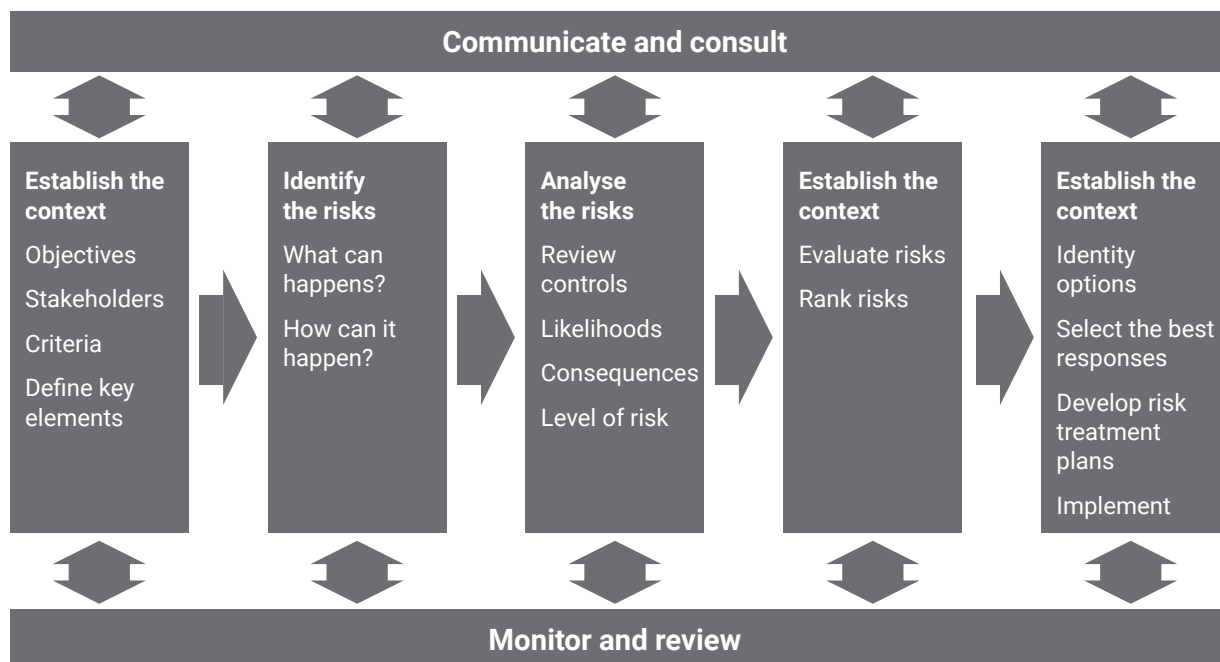 Communicate and consult
Establish the
context
Objectives
Stakeholders
Criteria
Define key
elements
Identify
the risks
What can
happens?
How can it
happen?
Analyse
the risks
Review
controls
Likelihoods
Consequences
Level of risk
Establish the
context
Evaluate risks
Rank risks
Establish the
context
Identity
options
Select the best
responses
Develop risk
treatment
plans
Implement
Monitor and review